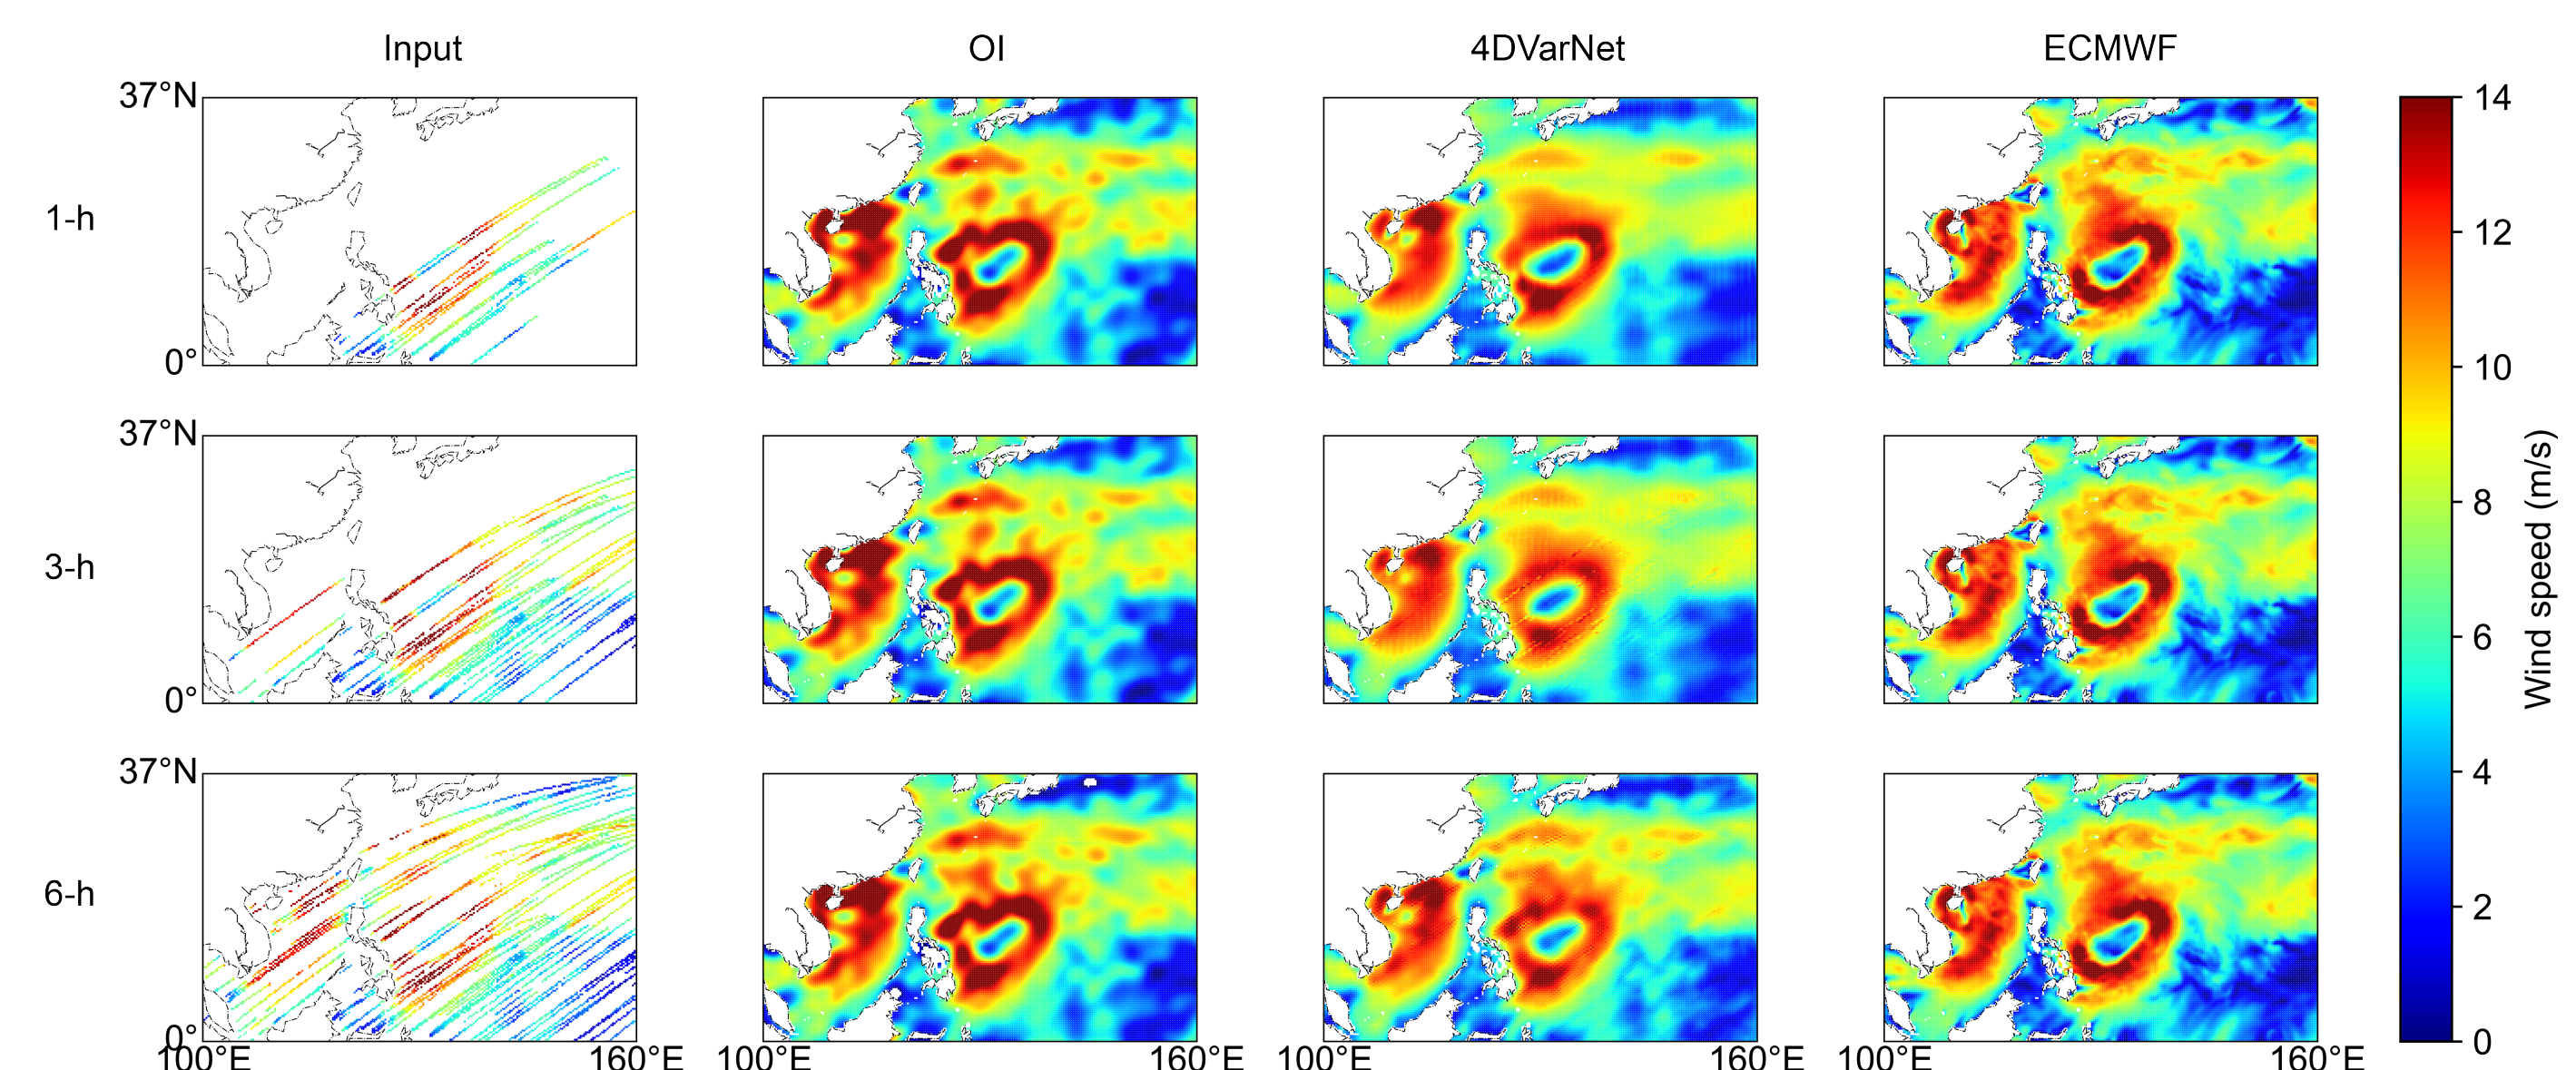 Input OI 4DVarNet ECMWF
37°N
1-h
0°
37°N
3-h
0°
37°N
6-h
0°
100°E 160°E 100°E 160°E 100°E 160°E 100°E 160°E
14
12
10
8
6
4
2
0
Wind speed (m/s)